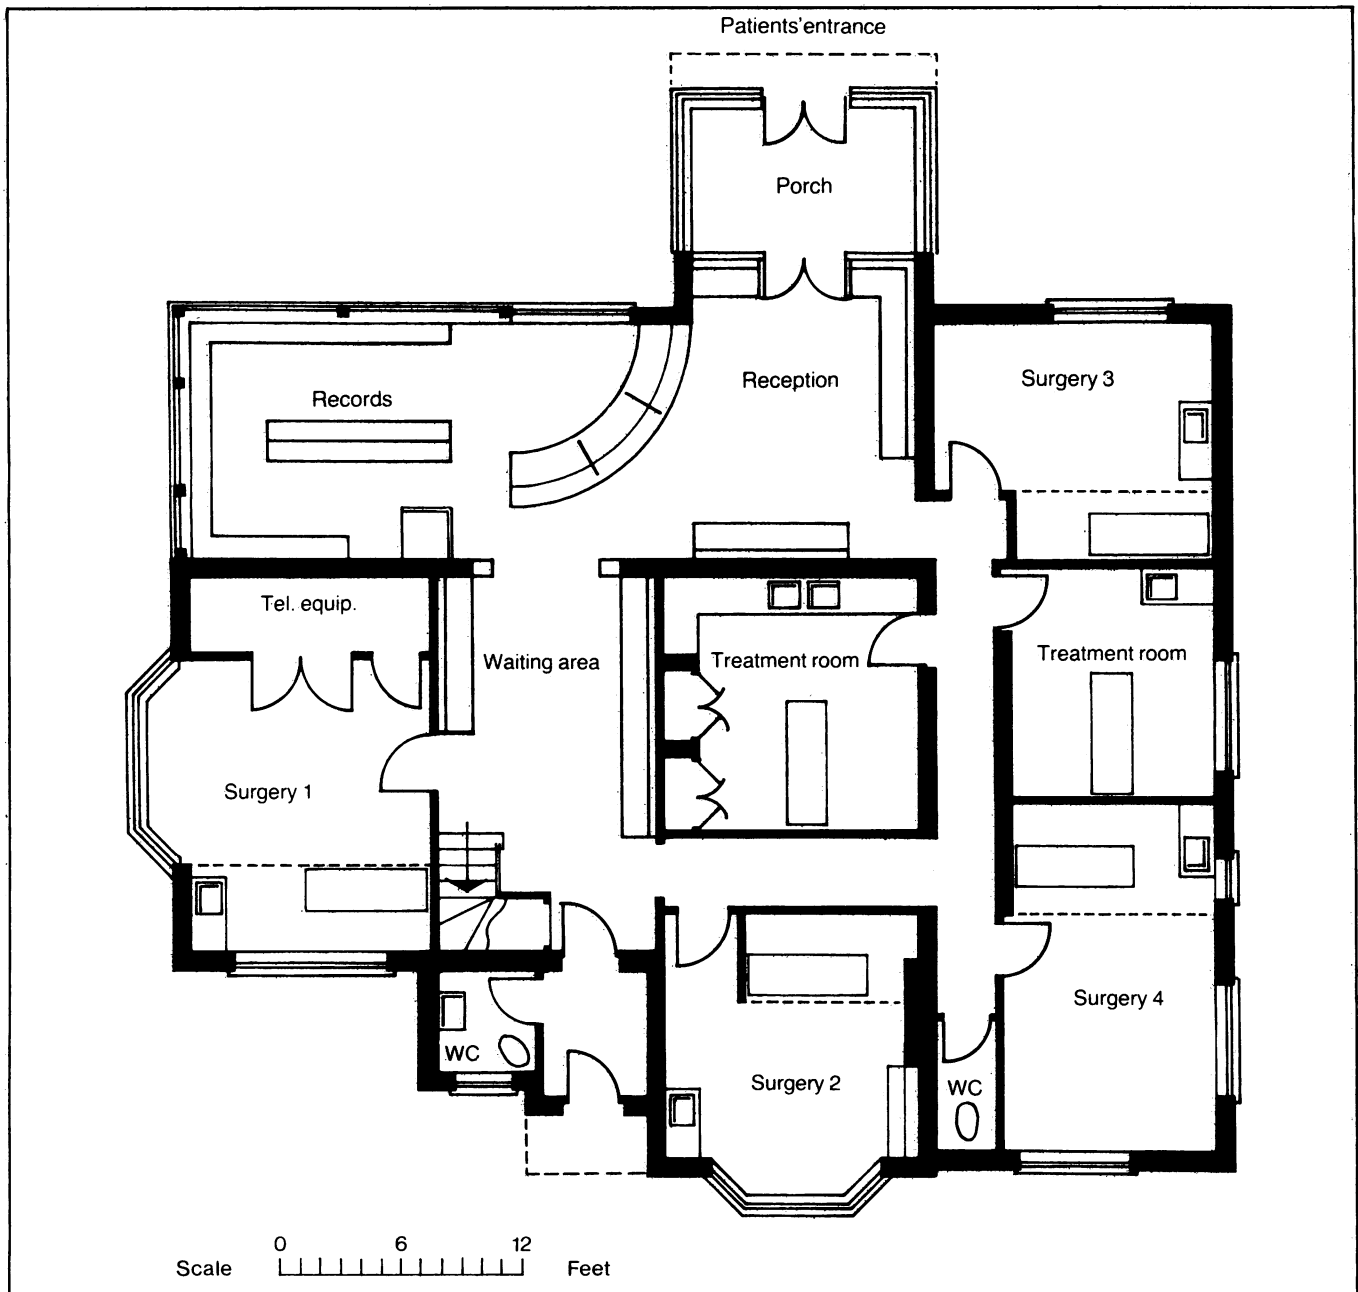 Patients' entrance
Porch
Reception
Surgery 3
Records
Tel. equip.
Waiting area
Treatment room
Treatment room
Surgery 1
Surgery 4
WC
Surgery 2
WC
0 6 12
Scale Feet